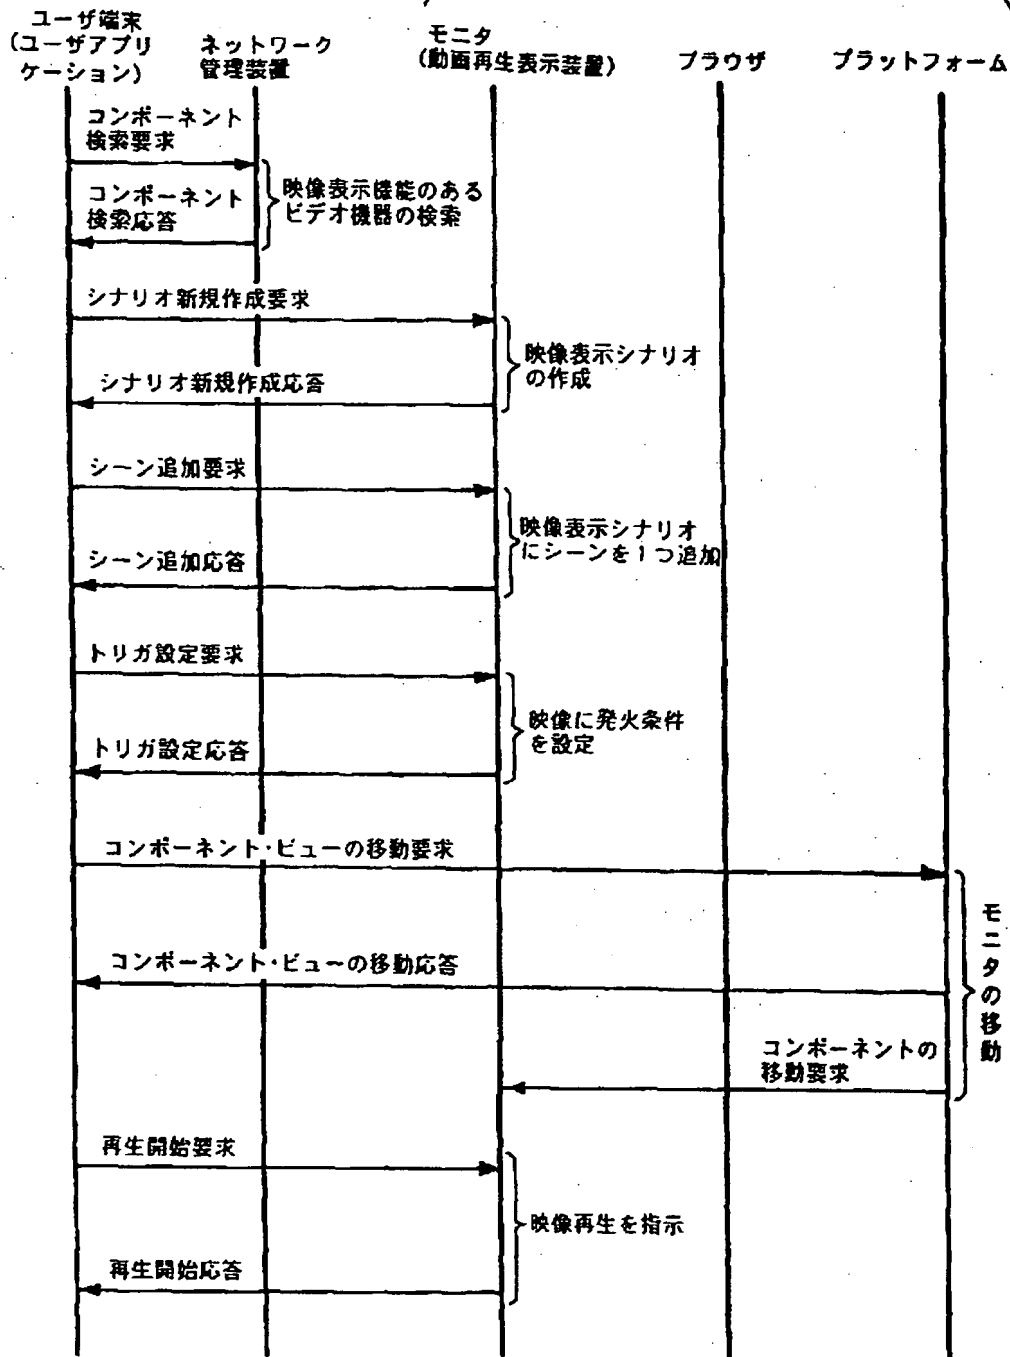 ユーザ端末
(ユーザアプリ
ケーション)
ネットワーク
管理装置
モニタ
(動画再生表示装置)
ブラウザ
プラットフォーム
コンポーネント
検索要求
コンポーネント
検索応答
映像表示機能のある
ビデオ機器の検索
シナリオ新規作成要求
シナリオ新規作成応答
映像表示シナリオ
の作成
シーン追加要求
シーン追加応答
映像表示シナリオ
にシーンを1つ追加
トリガ設定要求
トリガ設定応答
映像に発火条件
を設定
コンポーネント・ビューの移動要求
コンポーネント・ビューの移動応答
コンポーネントの
移動要求
モニタの移動
再生開始要求
再生開始応答
映像再生を指示